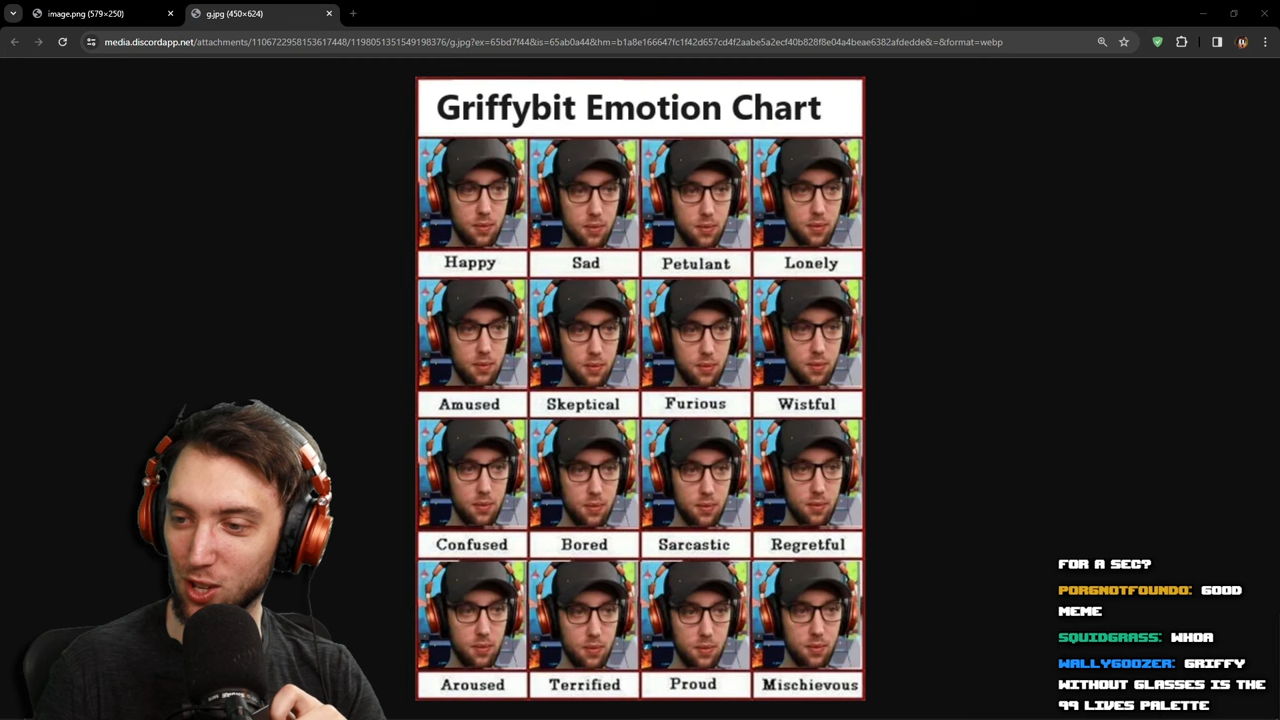 image.png (579×250)
g.jpg (450×624)
media.discordapp.net/attachments/1106722958153617448/1198051351549198376/g.jpg?ex=65bd7f44&is=65ab0a44&hm=b1a8e166647fc1f42d657cd4f2aabe5a2ecf40b828f8e04a4beae6382afdedde&=&format=webp
Griffybit Emotion Chart
Happy Sad Petulant Lonely
Amused Skeptical Furious Wistful
Confused Bored Sarcastic Regretful
Aroused Terrified Proud Mischievous
FOR A SEC?
PORGNOTFOUNDO: GOOD
MEME
SQUIDGRASS: WHOA
WALLYGOOZER: GRIFFY
WITHOUT GLASSES IS THE
99 LIVES PALETTE